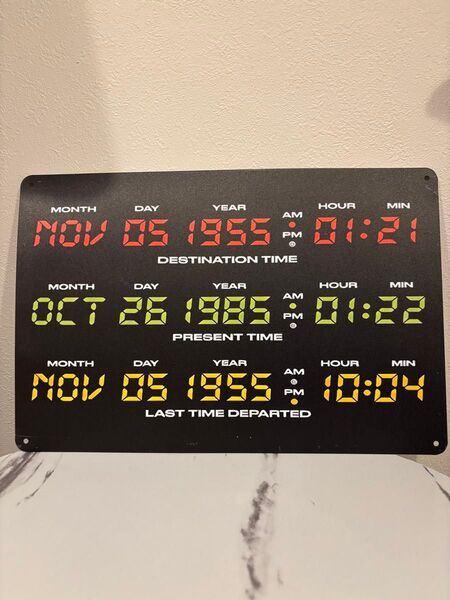 MONTH DAY YEAR HOUR MIN
NOV 05 1955 AM PM 01:21
DESTINATION TIME
MONTH DAY YEAR HOUR MIN
OCT 26 1985 AM PM 01:22
PRESENT TIME
MONTH DAY YEAR HOUR MIN
NOV 05 1955 AM PM 10:04
LAST TIME DEPARTED